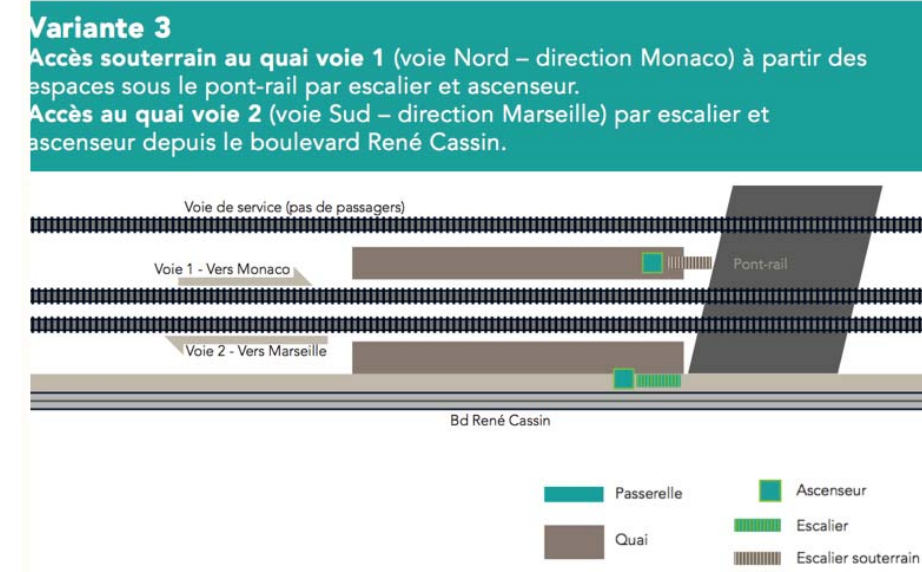 Variante 3
Accès souterrain au quai voie 1 (voie Nord – direction Monaco) à partir des
espaces sous le pont-rail par escalier et ascenseur.
Accès au quai voie 2 (voie Sud – direction Marseille) par escalier et
ascenseur depuis le boulevard René Cassin.
Voie de service (pas de passagers)
Voie 1 - Vers Monaco
Pont-rail
Voie 2 - Vers Marseille
Bd René Cassin
Passerelle
Ascenseur
Quai
Escalier
Escalier souterrain